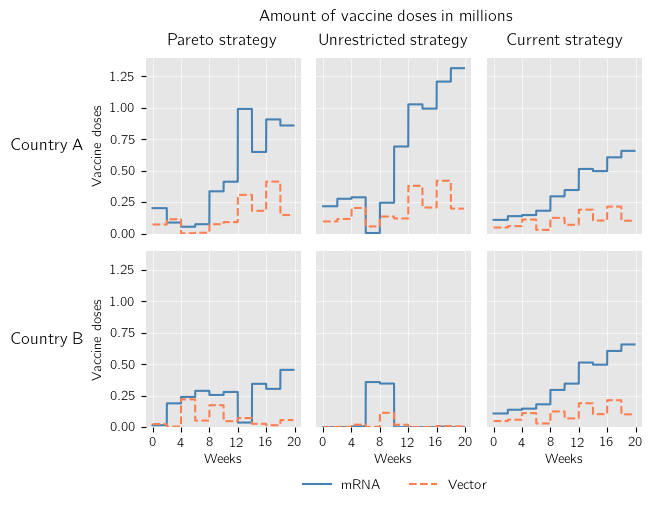 Amount of vaccine doses in millions
Pareto strategy Unrestricted strategy Current strategy
Country A
Vaccine doses
1.25
1.00
0.75
0.50
0.25
0.00
Country B
Vaccine doses
1.25
1.00
0.75
0.50
0.25
0.00
0 4 8 12 16 20 0 4 8 12 16 20 0 4 8 12 16 20
Weeks Weeks Weeks
mRNA Vector